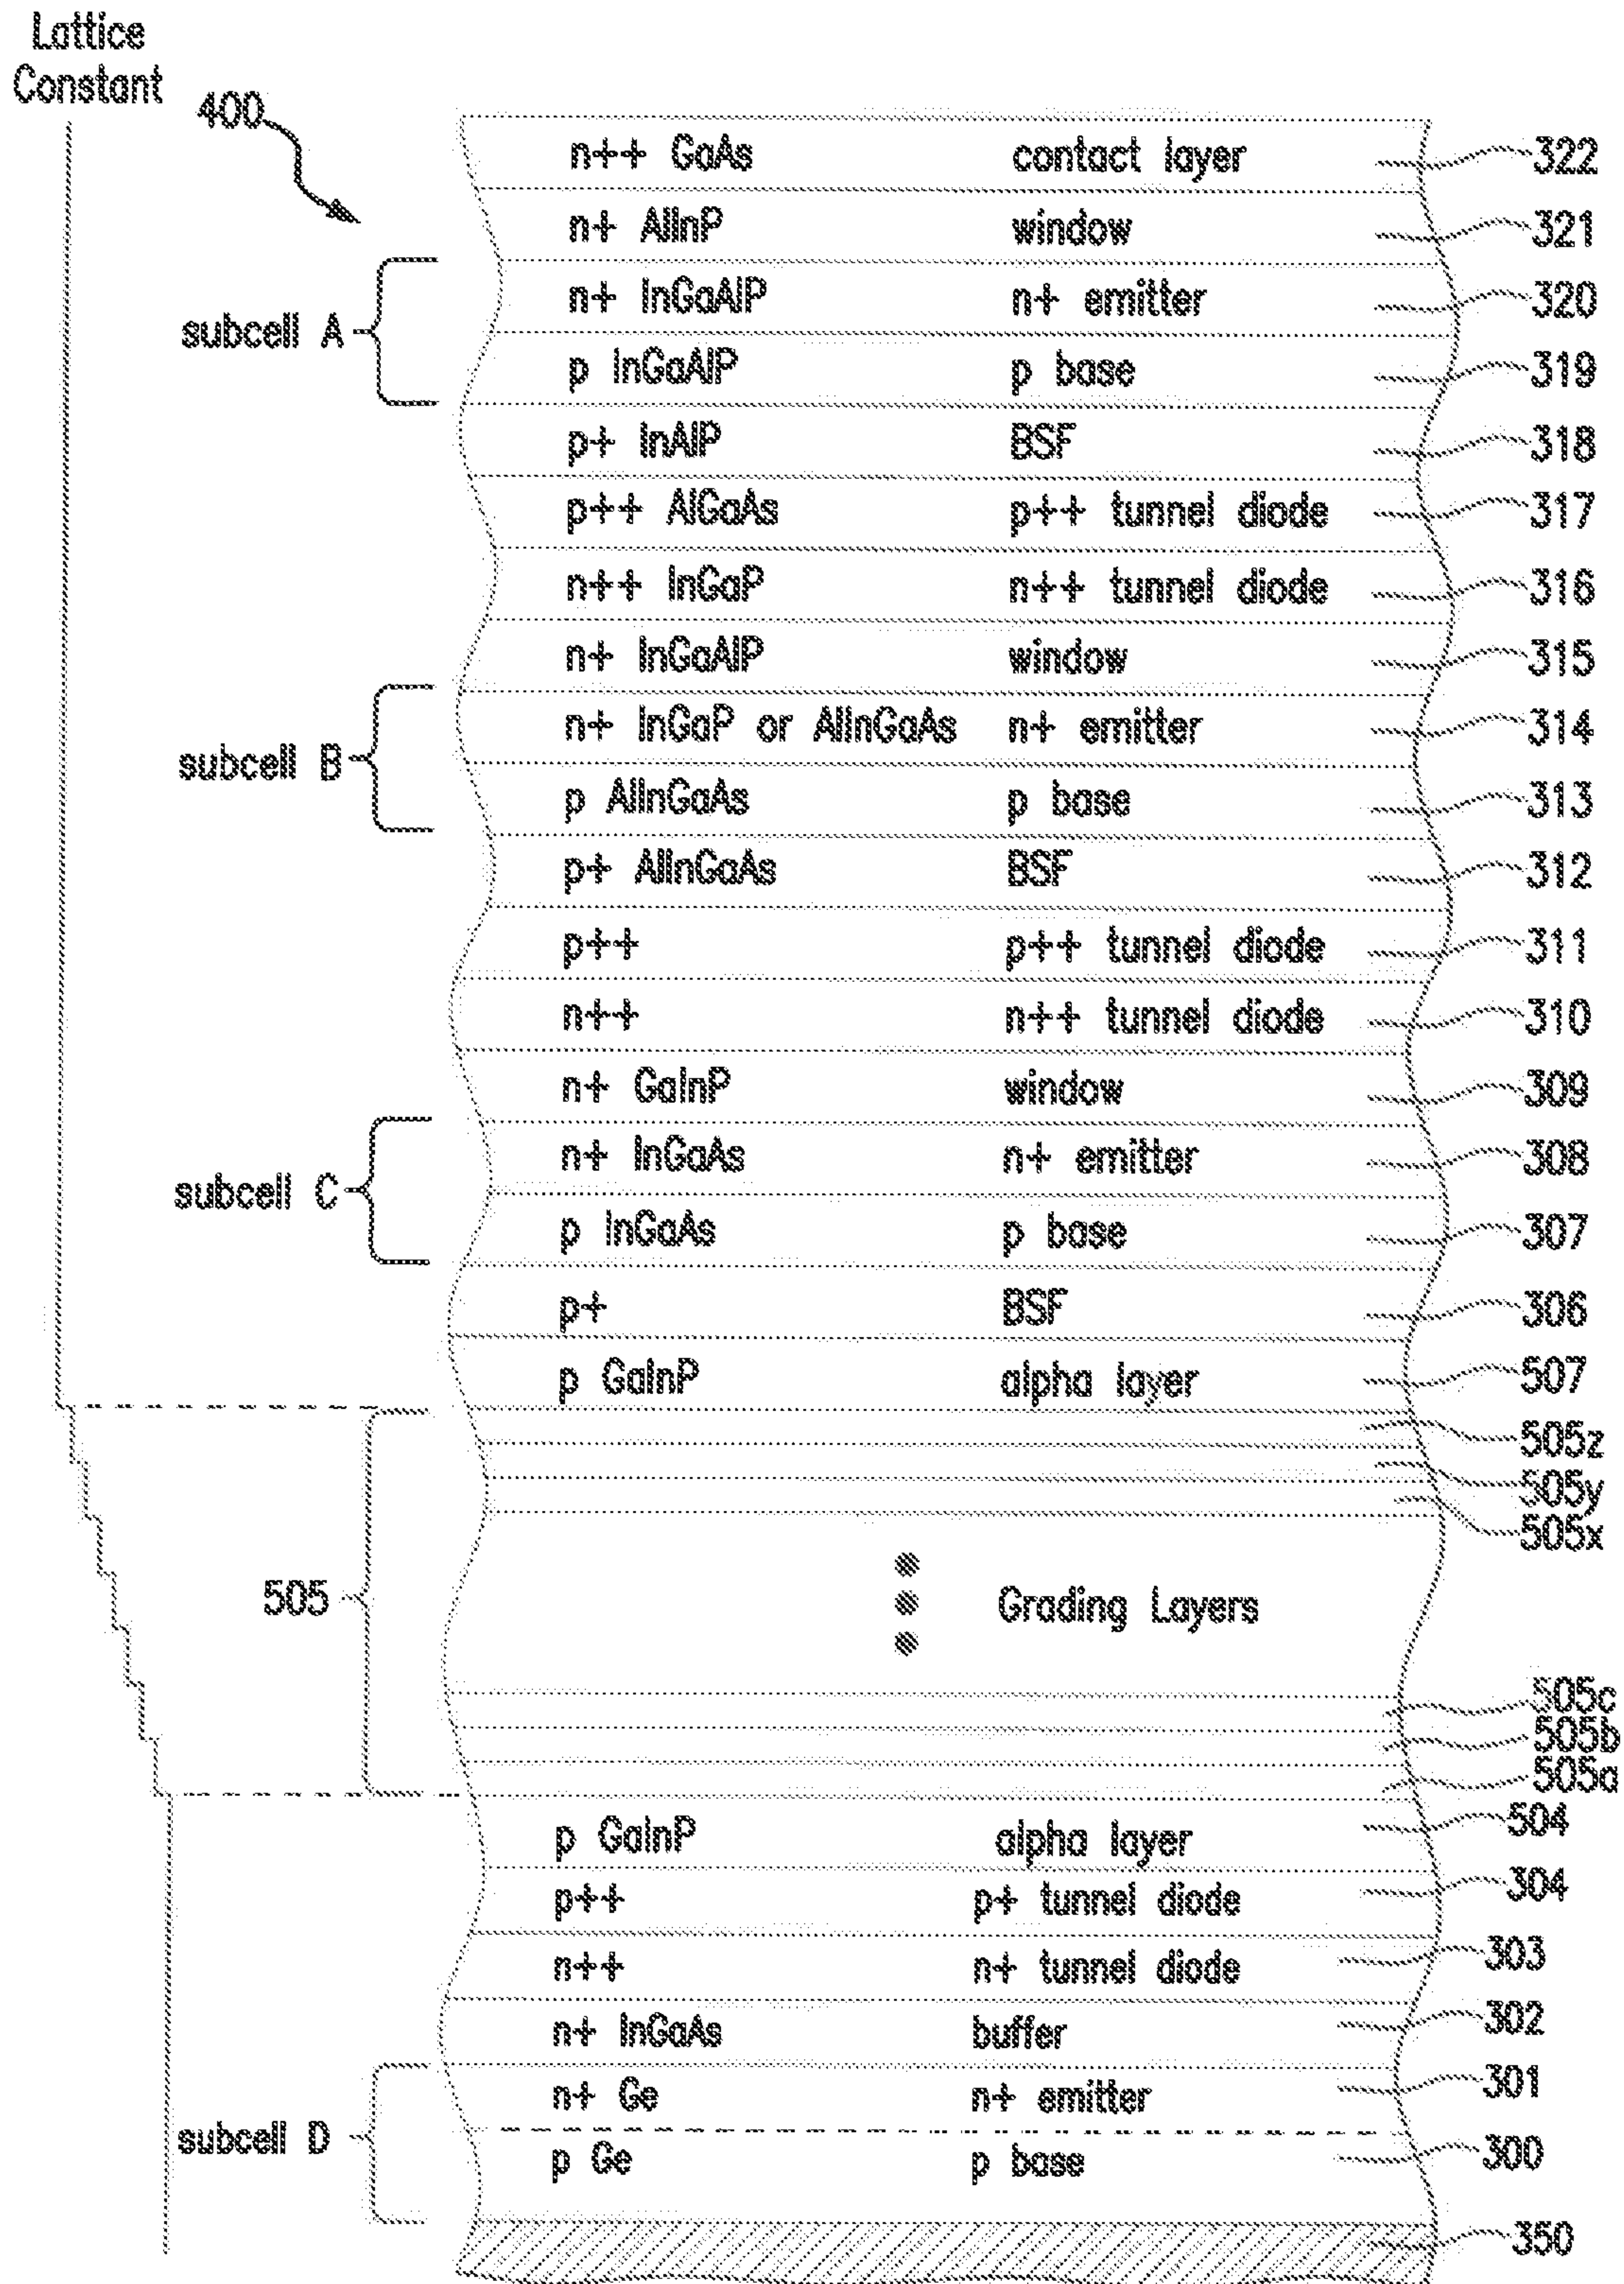 Lattice
Constant
400
n++ GaAs contact layer 322
n+ AlInP window 321
n+ InGaAlP n+ emitter 320
subcell A
p InGaAlP p base 319
p+ InAlP BSF 318
p++ AlGaAs p++ tunnel diode 317
n++ InGaP n++ tunnel diode 316
n+ InGaAlP window 315
n+ InGaP or AlInGaAs n+ emitter 314
subcell B
p AlInGaAs p base 313
p+ AlInGaAs BSF 312
p++ p++ tunnel diode 311
n++ n++ tunnel diode 310
n+ GaInP window 309
n+ InGaAs n+ emitter 308
subcell C
p InGaAs p base 307
p+ BSF 306
p GaInP alpha layer 507
505z
505y
505x
505 Grading Layers
505c
505b
505a
p GaInP alpha layer 504
p++ p+ tunnel diode 304
n++ n+ tunnel diode 303
n+ InGaAs buffer 302
n+ Ge n+ emitter 301
subcell D
p Ge p base 300
350